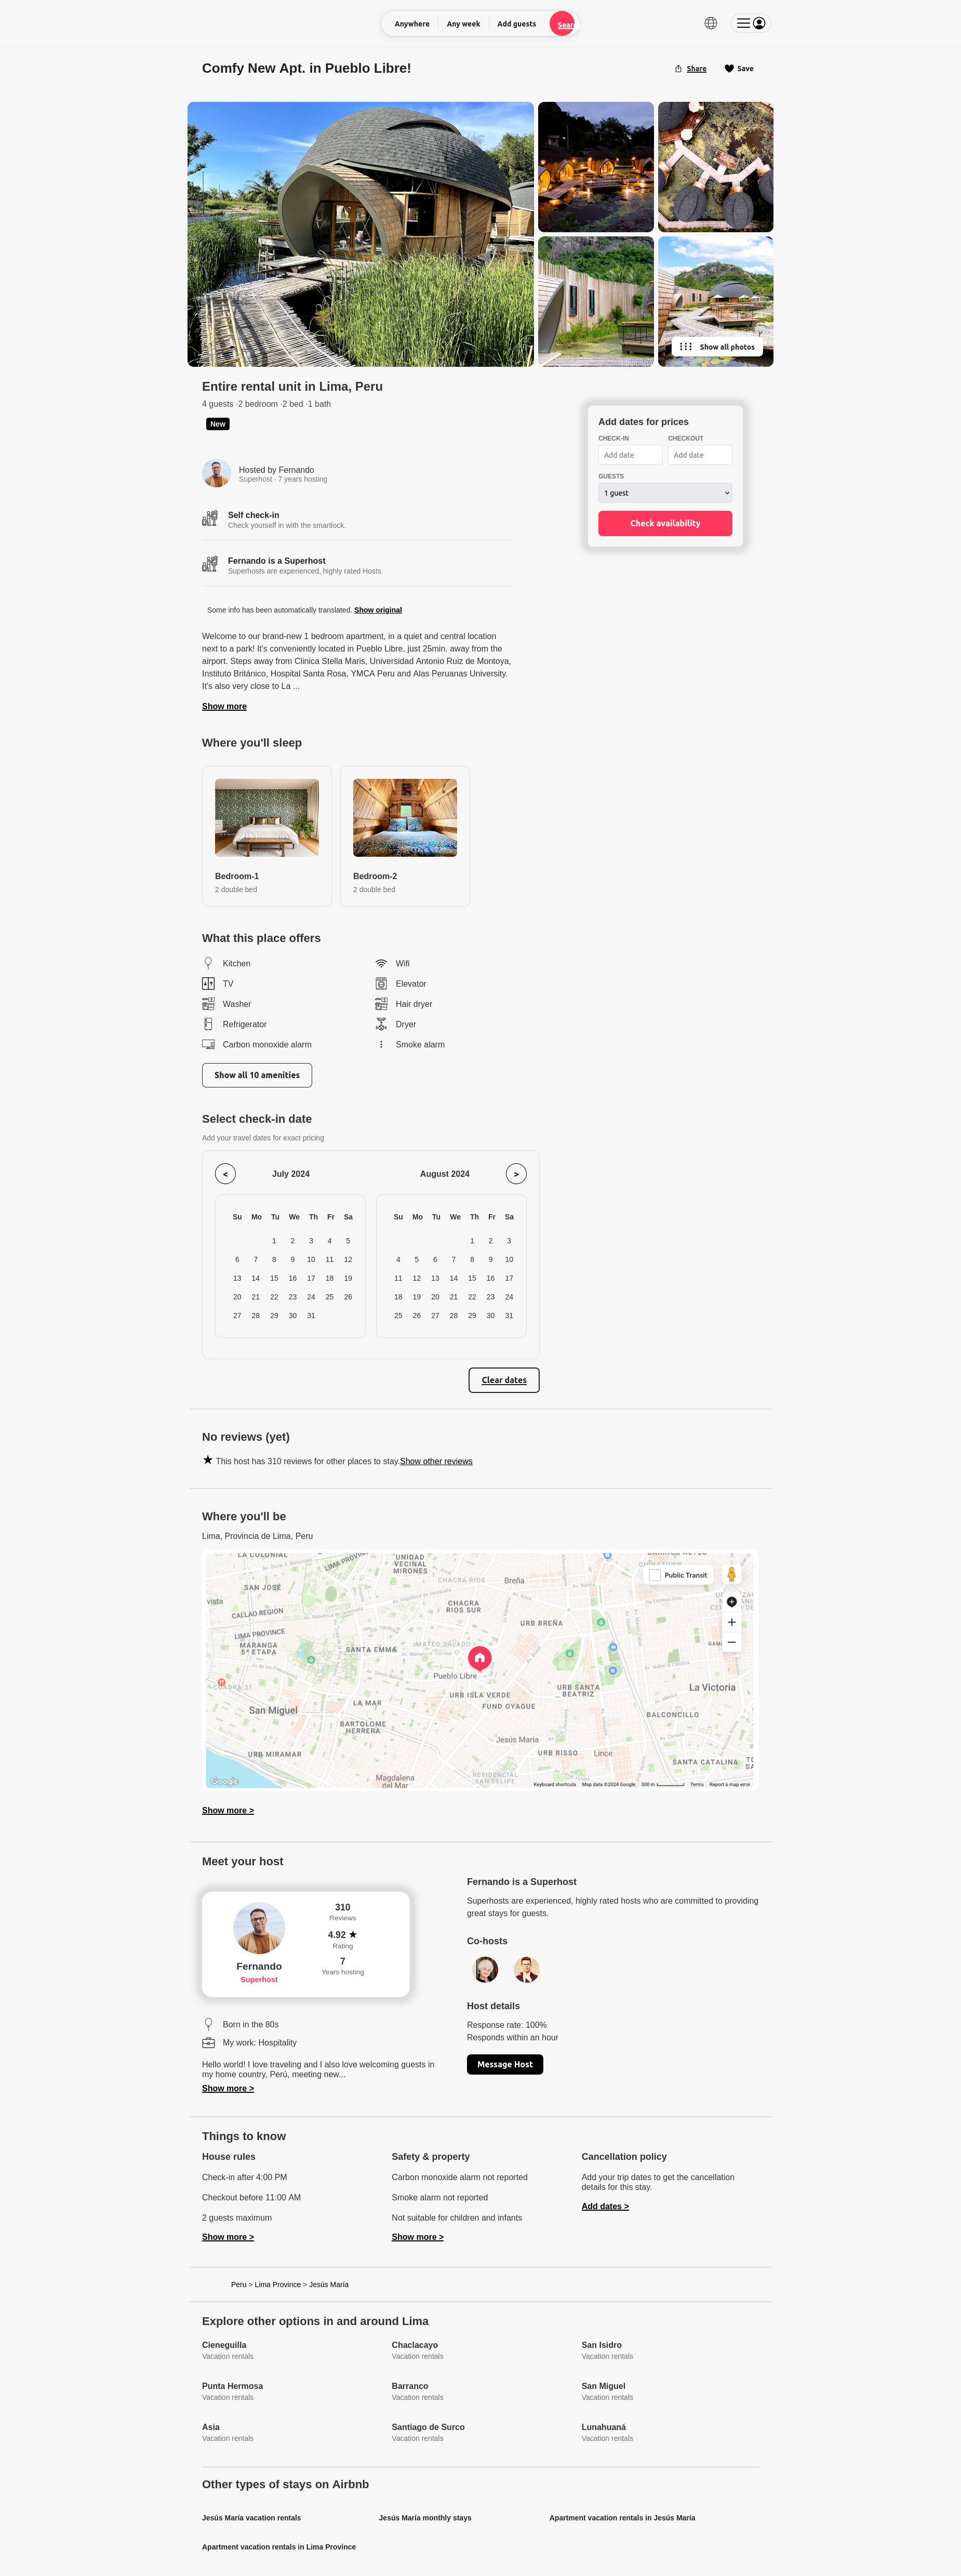 Anywhere Any week Add guests Sear
Comfy New Apt. in Pueblo Libre!
Share Save
Show all photos
Entire rental unit in Lima, Peru
4 guests ·2 bedroom ·2 bed ·1 bath
New
Hosted by Fernando
Superhost · 7 years hosting
Self check-in
Check yourself in with the smartlock.
Fernando is a Superhost
Superhosts are experienced, highly rated Hosts.
Add dates for prices
CHECK-IN CHECKOUT
Add date Add date
GUESTS
1 guest
Check availability
Some info has been automatically translated. Show original
Welcome to our brand-new 1 bedroom apartment, in a quiet and central location
next to a park! It's conveniently located in Pueblo Libre, just 25min. away from the
airport. Steps away from Clinica Stella Maris, Universidad Antonio Ruiz de Montoya,
Instituto Británico, Hospital Santa Rosa, YMCA Peru and Alas Peruanas University.
It's also very close to La ...
Show more
Where you'll sleep
Bedroom-1
2 double bed
Bedroom-2
2 double bed
What this place offers
Kitchen Wifi
TV Elevator
Washer Hair dryer
Refrigerator Dryer
Carbon monoxide alarm Smoke alarm
Show all 10 amenities
Select check-in date
Add your travel dates for exact pricing
< July 2024 August 2024 >
Su Mo Tu We Th Fr Sa
1 2 3 4 5
6 7 8 9 10 11 12
13 14 15 16 17 18 19
20 21 22 23 24 25 26
27 28 29 30 31
Su Mo Tu We Th Fr Sa
1 2 3
4 5 6 7 8 9 10
11 12 13 14 15 16 17
18 19 20 21 22 23 24
25 26 27 28 29 30 31
Clear dates
No reviews (yet)
★ This host has 310 reviews for other places to stay.Show other reviews
Where you'll be
Lima, Provincia de Lima, Peru
LA COLONIAL
LIMA PROVINCE
UNIDAD
VECINAL
MIRONES
CHACRA RIOS
Breña
Public Transit
SAN JOSÉ
CHACRA
RIOS SUR
vista
CALLAO REGION
LIMA PROVINCE
URB BREÑA
MARANGA
5ª ETAPA
SANTA EMMA
MATEO SALADO
Pueblo Libre
URB SANTA
BEATRIZ
La Victoria
URB ISLA VERDE
FUND OYAGUE
LA MAR
San Miguel
BALCONCILLO
BARTOLOME
HERRERA
Jesús María
URB MIRAMAR
URB RISSO
Lince
SANTA CATALINA
Magdalena
del Mar
RESIDENCIAL
SAN FELIPE
Google
Keyboard shortcuts Map data ©2024 Google 500 m Terms Report a map error
Show more >
Meet your host
310
Reviews
4.92 ★
Rating
7
Years hosting
Fernando
Superhost
Born in the 80s
My work: Hospitality
Hello world! I love traveling and I also love welcoming guests in
my home country, Perú, meeting new...
Show more >
Fernando is a Superhost
Superhosts are experienced, highly rated hosts who are committed to providing
great stays for guests.
Co-hosts
Host details
Response rate: 100%
Responds within an hour
Message Host
Things to know
House rules
Check-in after 4:00 PM
Checkout before 11:00 AM
2 guests maximum
Show more >
Safety & property
Carbon monoxide alarm not reported
Smoke alarm not reported
Not suitable for children and infants
Show more >
Cancellation policy
Add your trip dates to get the cancellation
details for this stay.
Add dates >
Peru > Lima Province > Jesús María
Explore other options in and around Lima
Cieneguilla Chaclacayo San Isidro
Vacation rentals Vacation rentals Vacation rentals
Punta Hermosa Barranco San Miguel
Vacation rentals Vacation rentals Vacation rentals
Asia Santiago de Surco Lunahuaná
Vacation rentals Vacation rentals Vacation rentals
Other types of stays on Airbnb
Jesús María vacation rentals Jesús María monthly stays Apartment vacation rentals in Jesús María
Apartment vacation rentals in Lima Province